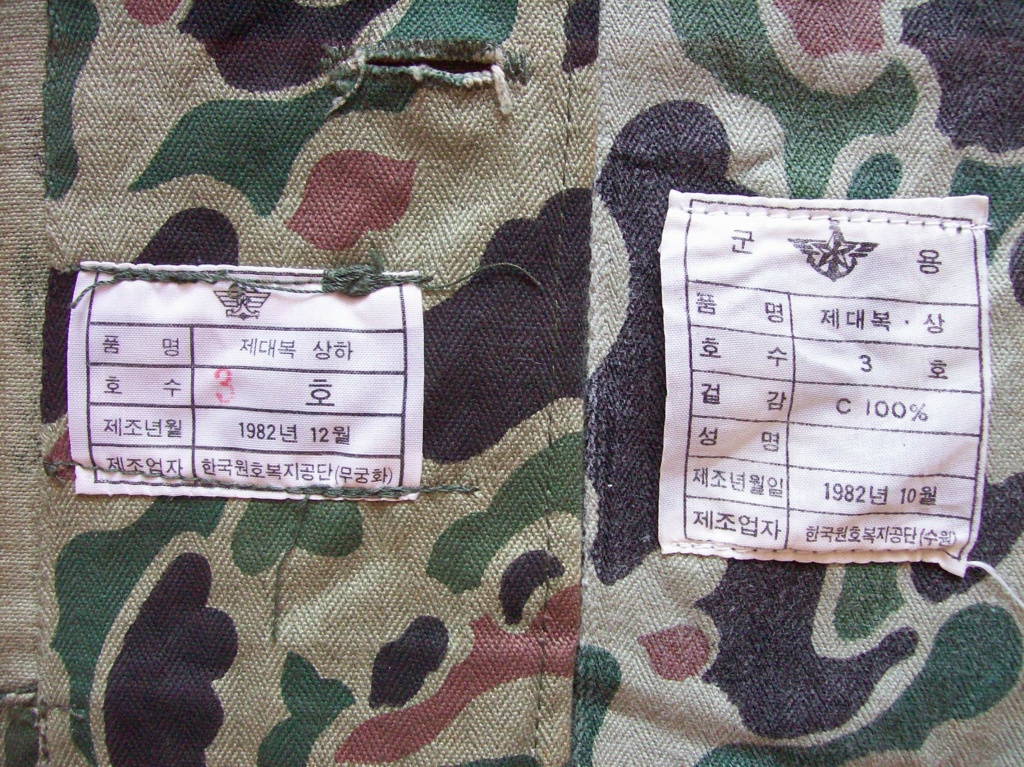 품 명 제대복 상하
호 수 3 호
제조년월 1982년 12월
제조업자 한국원호복지공단(무궁화)
군 용
품 명 제대복·상
호 수 3 호
겉 감 C 100%
성 명
제조년월일 1982년 10월
제조업자 한국원호복지공단(수원)